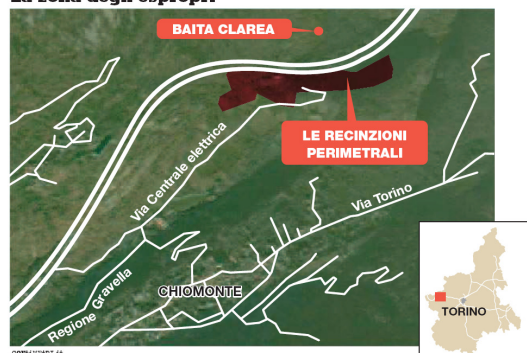 La zona degli espropri
BAITA CLAREA
LE RECINZIONI
PERIMETRALI
Via Centrale elettrica
Via Torino
CHIOMONTE
Regione Gravella
TORINO